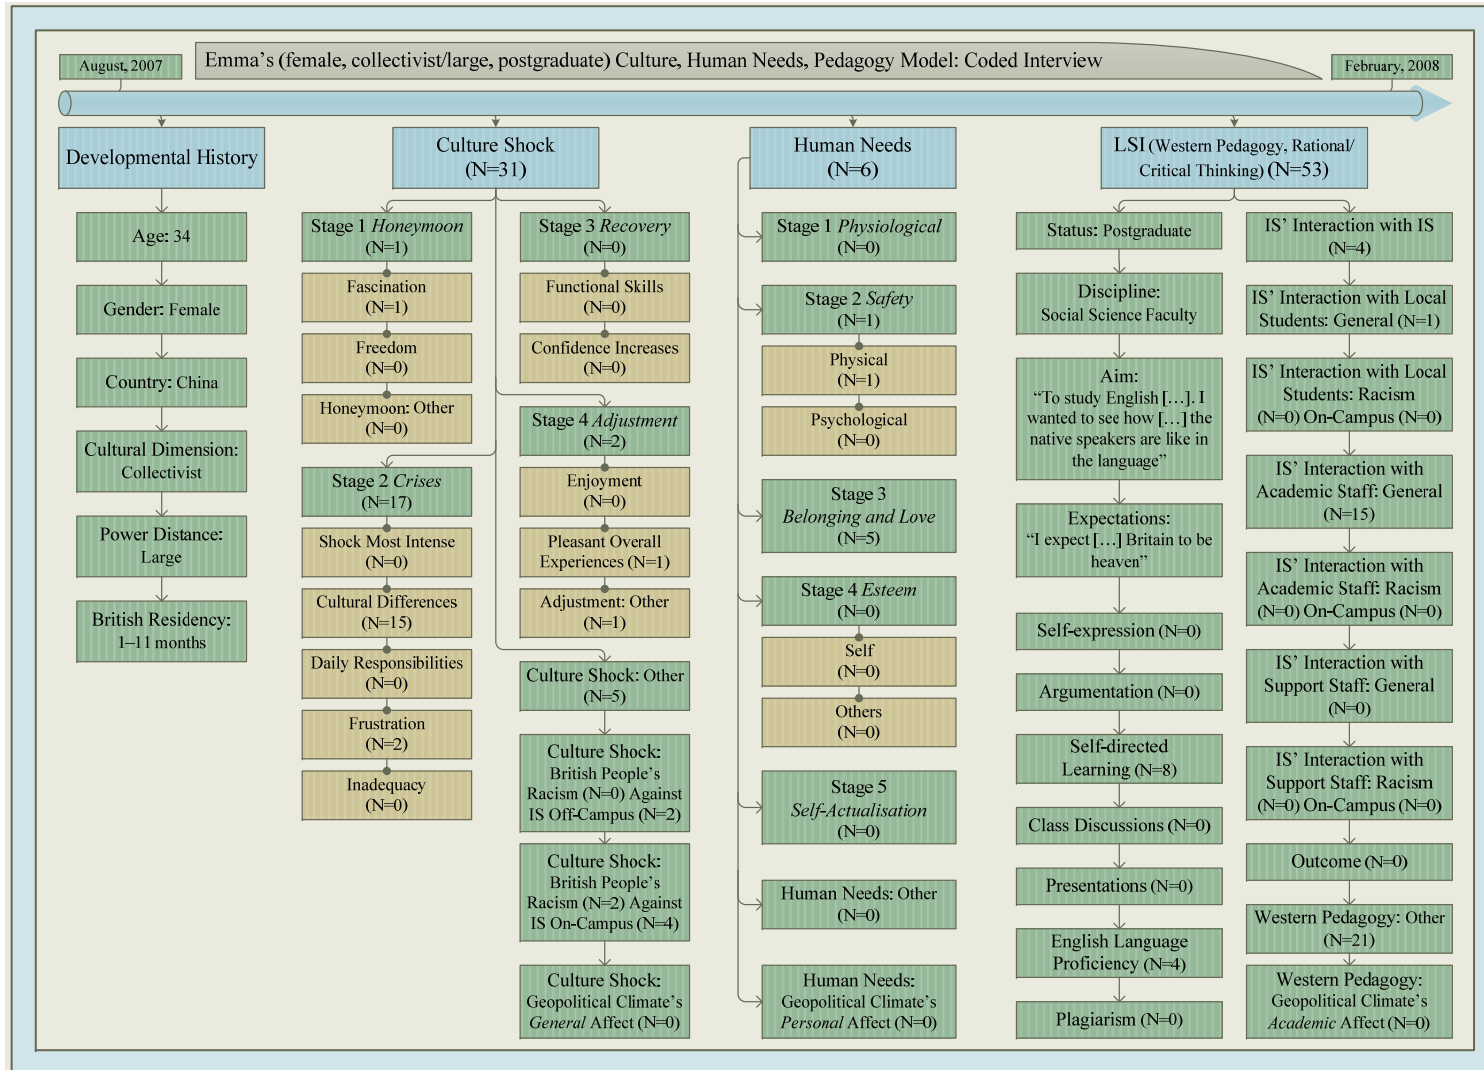 August, 2007
Emma's (female, collectivist/large, postgraduate) Culture, Human Needs, Pedagogy Model: Coded Interview
February, 2008
Developmental History
Age: 34
Gender: Female
Country: China
Cultural Dimension:
Collectivist
Power Distance:
Large
British Residency:
1–11 months
Culture Shock
(N=31)
Stage 1 Honeymoon
(N=1)
Fascination
(N=1)
Freedom
(N=0)
Honeymoon: Other
(N=0)
Stage 2 Crises
(N=17)
Shock Most Intense
(N=0)
Cultural Differences
(N=15)
Daily Responsibilities
(N=0)
Frustration
(N=2)
Inadequacy
(N=0)
Stage 3 Recovery
(N=0)
Functional Skills
(N=0)
Confidence Increases
(N=0)
Stage 4 Adjustment
(N=2)
Enjoyment
(N=0)
Pleasant Overall
Experiences (N=1)
Adjustment: Other
(N=1)
Culture Shock: Other
(N=5)
Culture Shock:
British People's
Racism (N=0) Against
IS Off-Campus (N=2)
Culture Shock:
British People's
Racism (N=2) Against
IS On-Campus (N=4)
Culture Shock:
Geopolitical Climate's
General Affect (N=0)
Human Needs
(N=6)
Stage 1 Physiological
(N=0)
Stage 2 Safety
(N=1)
Physical
(N=1)
Psychological
(N=0)
Stage 3
Belonging and Love
(N=5)
Stage 4 Esteem
(N=0)
Self
(N=0)
Others
(N=0)
Stage 5
Self-Actualisation
(N=0)
Human Needs: Other
(N=0)
Human Needs:
Geopolitical Climate's
Personal Affect (N=0)
LSI (Western Pedagogy, Rational/
Critical Thinking) (N=53)
Status: Postgraduate
Discipline:
Social Science Faculty
Aim:
“To study English [...]. I
wanted to see how [...] the
native speakers are like in
the language”
Expectations:
“I expect [...] Britain to be
heaven”
Self-expression (N=0)
Argumentation (N=0)
Self-directed
Learning (N=8)
Class Discussions (N=0)
Presentations (N=0)
English Language
Proficiency (N=4)
Plagiarism (N=0)
IS' Interaction with IS
(N=4)
IS' Interaction with Local
Students: General (N=1)
IS' Interaction with Local
Students: Racism
(N=0) On-Campus (N=0)
IS' Interaction with
Academic Staff: General
(N=15)
IS' Interaction with
Academic Staff: Racism
(N=0) On-Campus (N=0)
IS' Interaction with
Support Staff: General
(N=0)
IS' Interaction with
Support Staff: Racism
(N=0) On-Campus (N=0)
Outcome (N=0)
Western Pedagogy: Other
(N=21)
Western Pedagogy:
Geopolitical Climate's
Academic Affect (N=0)